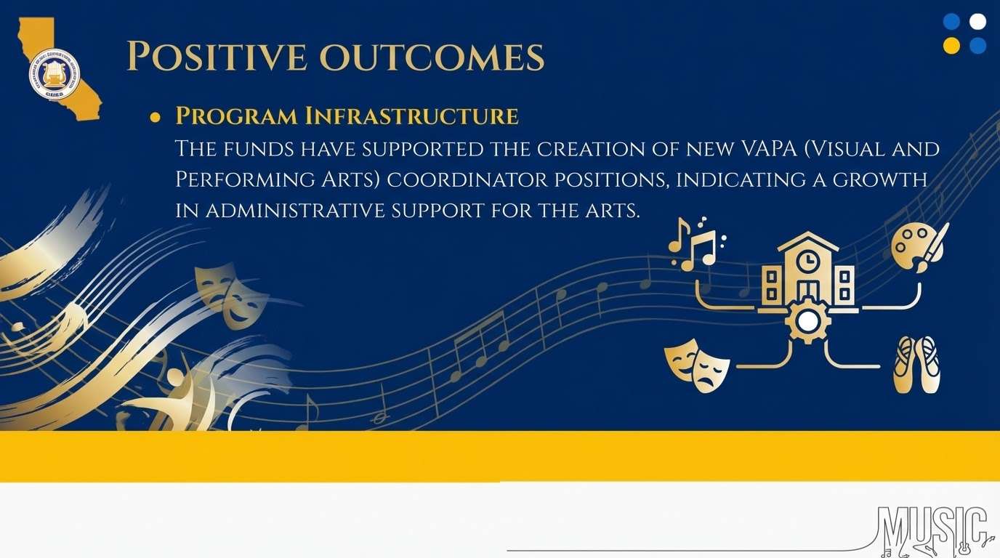 Positive outcomes
• Program Infrastructure
The funds have supported the creation of new VAPA (Visual and
Performing Arts) coordinator positions, indicating a growth
in administrative support for the arts.
MUSIC